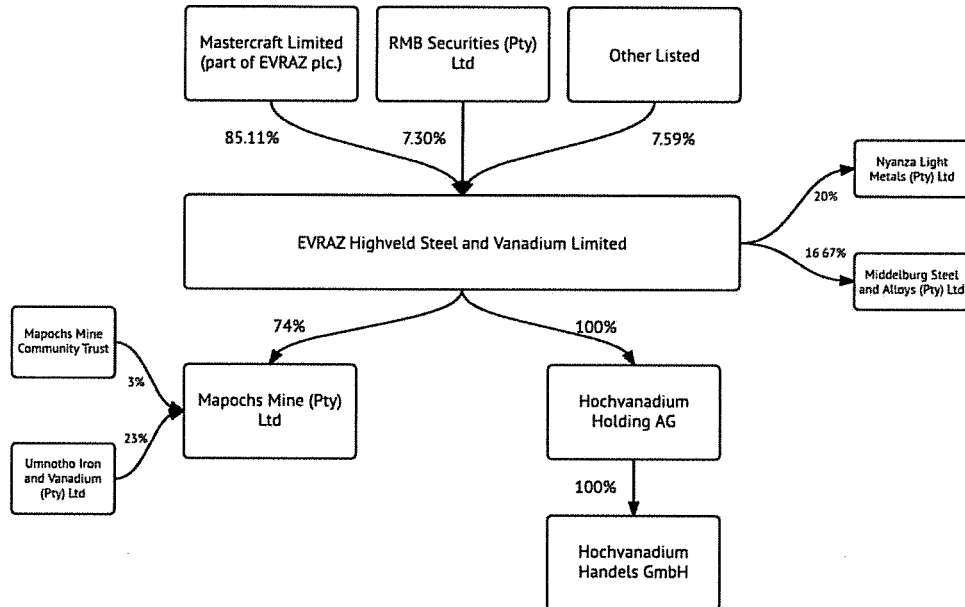 Mastercraft Limited
(part of EVRAZ plc.)
RMB Securities (Pty)
Ltd
Other Listed
85.11%
7.30%
7.59%
Nyanza Light
Metals (Pty) Ltd
20%
EVRAZ Highveld Steel and Vanadium Limited
16 67%
Middelburg Steel
and Alloys (Pty) Ltd
74%
100%
Mapochs Mine
Community Trust
3%
Mapochs Mine (Pty)
Ltd
Hochvanadium
Holding AG
23%
Umnotho Iron
and Vanadium
(Pty) Ltd
100%
Hochvanadium
Handels GmbH